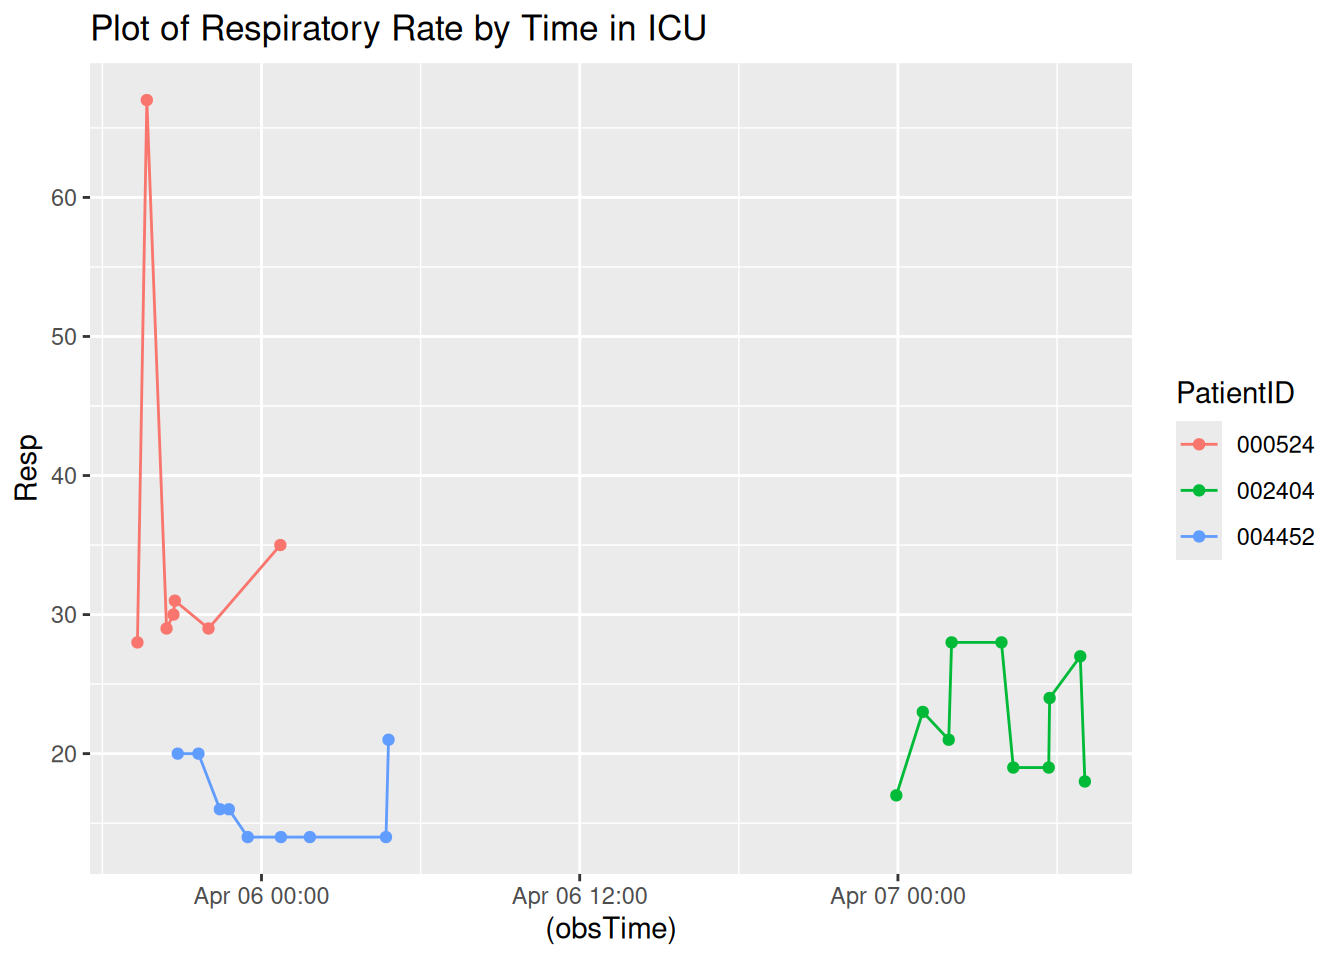 Plot of Respiratory Rate by Time in ICU
60
50
40
30
20
Resp
Apr 06 00:00
Apr 06 12:00
Apr 07 00:00
(obsTime)
PatientID
000524
002404
004452